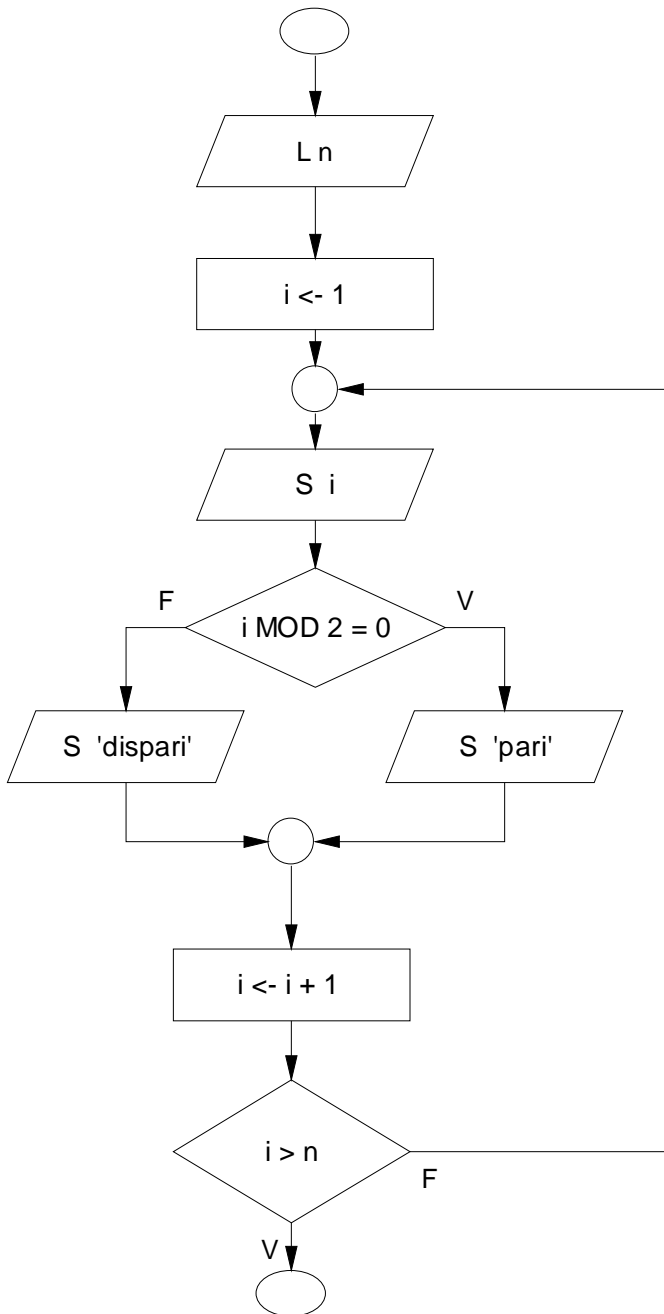 L n
i <- 1
S i
F
V
i MOD 2 = 0
S 'dispari'
S 'pari'
i <- i + 1
i > n
F
V